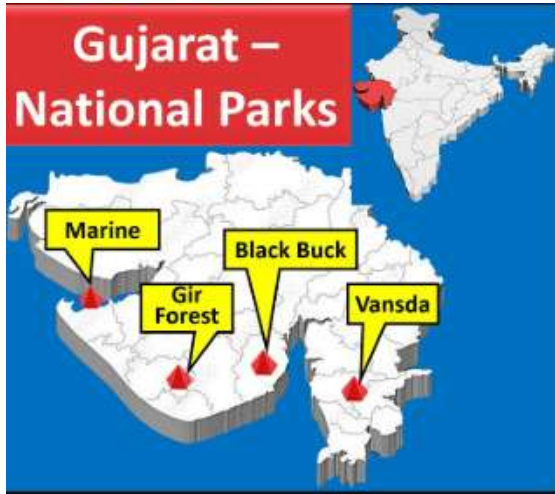 Gujarat –
National Parks
Marine
Black Buck
Gir
Forest
Vansda